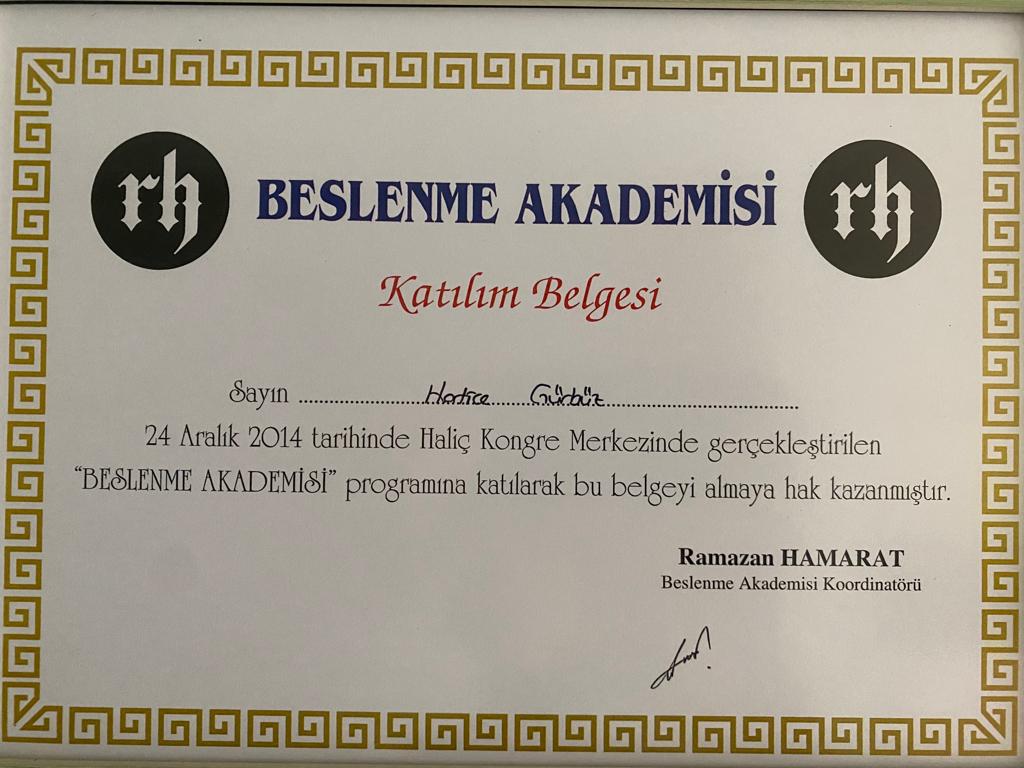 rh
BESLENME AKADEMİSİ
rh
Katılım Belgesi
Sayın ........................Hatice......Gürbüz.....................................
24 Aralık 2014 tarihinde Haliç Kongre Merkezinde gerçekleştirilen
“BESLENME AKADEMİSİ” programına katılarak bu belgeyi almaya hak kazanmıştır.
Ramazan HAMARAT
Beslenme Akademisi Koordinatörü